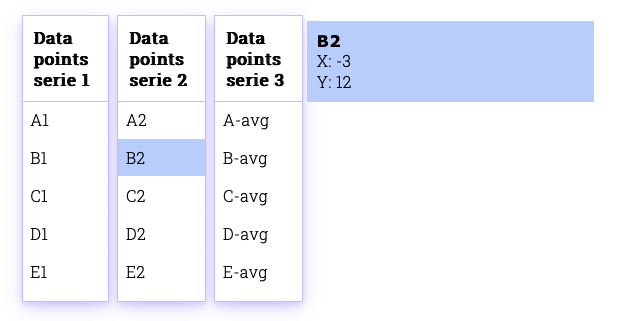 Data
points
serie 1
A1
B1
C1
D1
E1
Data
points
serie 2
A2
B2
C2
D2
E2
Data
points
serie 3
A-avg
B-avg
C-avg
D-avg
E-avg
B2
X: -3
Y: 12